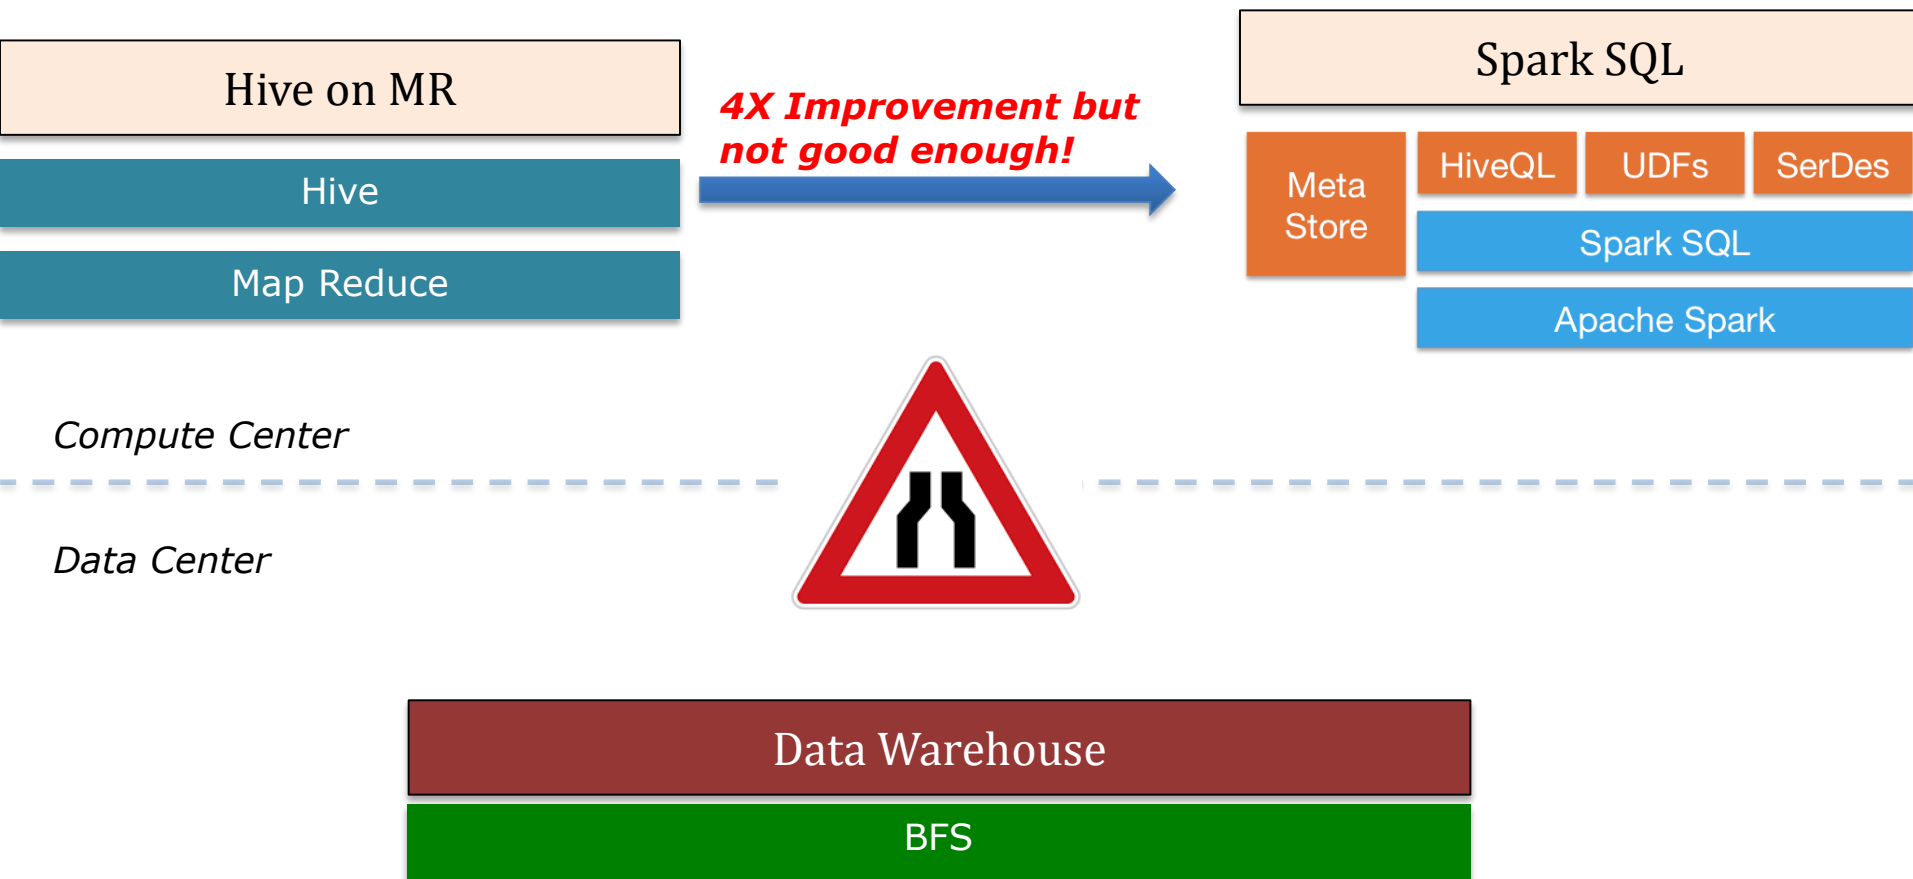 Hive on MR
Hive
Map Reduce
4X Improvement but
not good enough!
Spark SQL
Meta
Store
HiveQL
UDFs
SerDes
Spark SQL
Apache Spark
Compute Center
Data Center
Data Warehouse
BFS